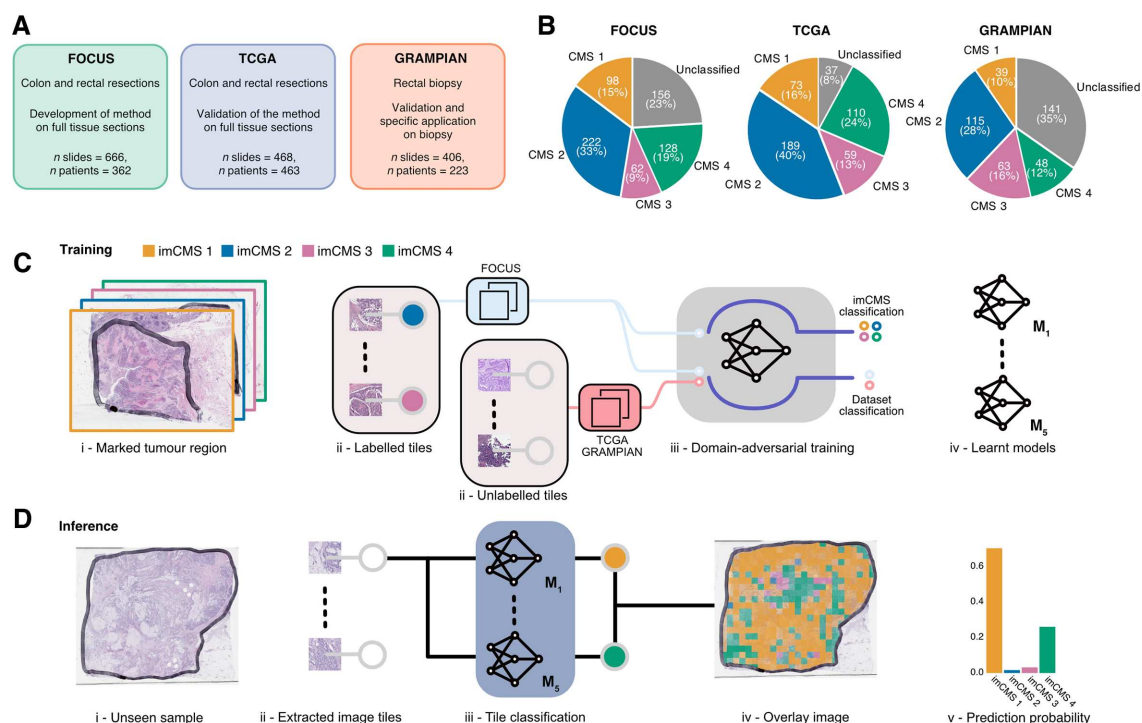 A
FOCUS
Colon and rectal resections
Development of method
on full tissue sections
n slides = 666,
n patients = 362
TCGA
Colon and rectal resections
Validation of the method
on full tissue sections
n slides = 468,
n patients = 463
GRAMPIAN
Rectal biopsy
Validation and
specific application
on biopsy
n slides = 406,
n patients = 223
B
FOCUS
CMS 1
98
(15%)
Unclassified
156
(23%)
CMS 2
222
(33%)
128
(19%)
CMS 4
62
(9%)
CMS 3
TCGA
CMS 1
73
(16%)
37
(8%)
Unclassified
110
(24%)
CMS 4
189
(40%)
CMS 2
59
(13%)
CMS 3
GRAMPIAN
CMS 1
39
(10%)
Unclassified
141
(35%)
CMS 2
115
(28%)
63
(16%)
CMS 3
48
(12%)
CMS 4
C
Training
imCMS 1
imCMS 2
imCMS 3
imCMS 4
i - Marked tumour region
ii - Labelled tiles
FOCUS
ii - Unlabelled tiles
TCGA
GRAMPIAN
iii - Domain-adversarial training
imCMS
classification
Dataset
classification
M1
M5
iv - Learnt models
D
Inference
i - Unseen sample
ii - Extracted image tiles
M1
M5
iii - Tile classification
iv - Overlay image
0.6
0.4
0.2
0.0
imCMS 1
imCMS 2
imCMS 3
imCMS 4
v - Prediction probability